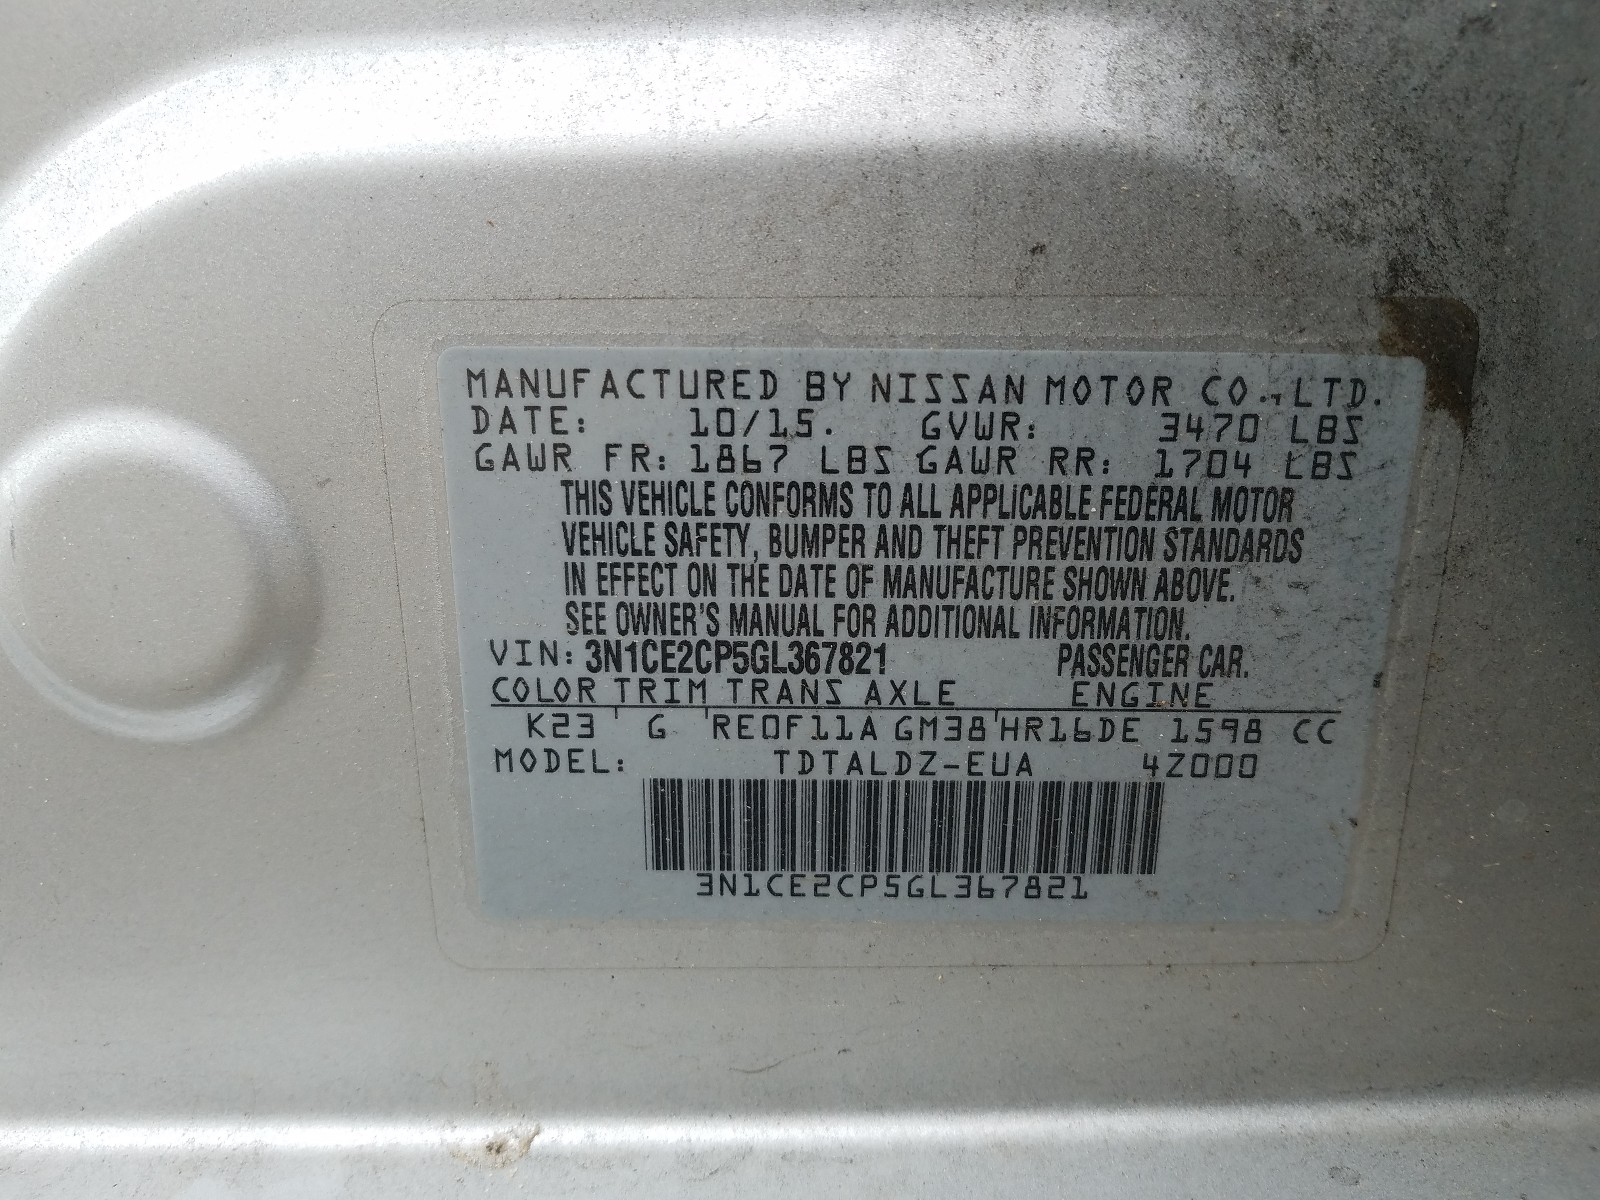 MANUFACTURED BY NISSAN MOTOR CO., LTD.
DATE: 10/15. GVWR: 3470 LBS
GAWR FR: 1867 LBS GAWR RR: 1704 LBS
THIS VEHICLE CONFORMS TO ALL APPLICABLE FEDERAL MOTOR
VEHICLE SAFETY, BUMPER AND THEFT PREVENTION STANDARDS
IN EFFECT ON THE DATE OF MANUFACTURE SHOWN ABOVE.
SEE OWNER'S MANUAL FOR ADDITIONAL INFORMATION.
VIN: 3N1CE2CP5GL367821 PASSENGER CAR.
COLOR TRIM TRANS AXLE ENGINE
K23 G RE0F11A GM38 HR16DE 1598 CC
MODEL: TDTALDZ-EUA 4Z000
3N1CE2CP5GL367821